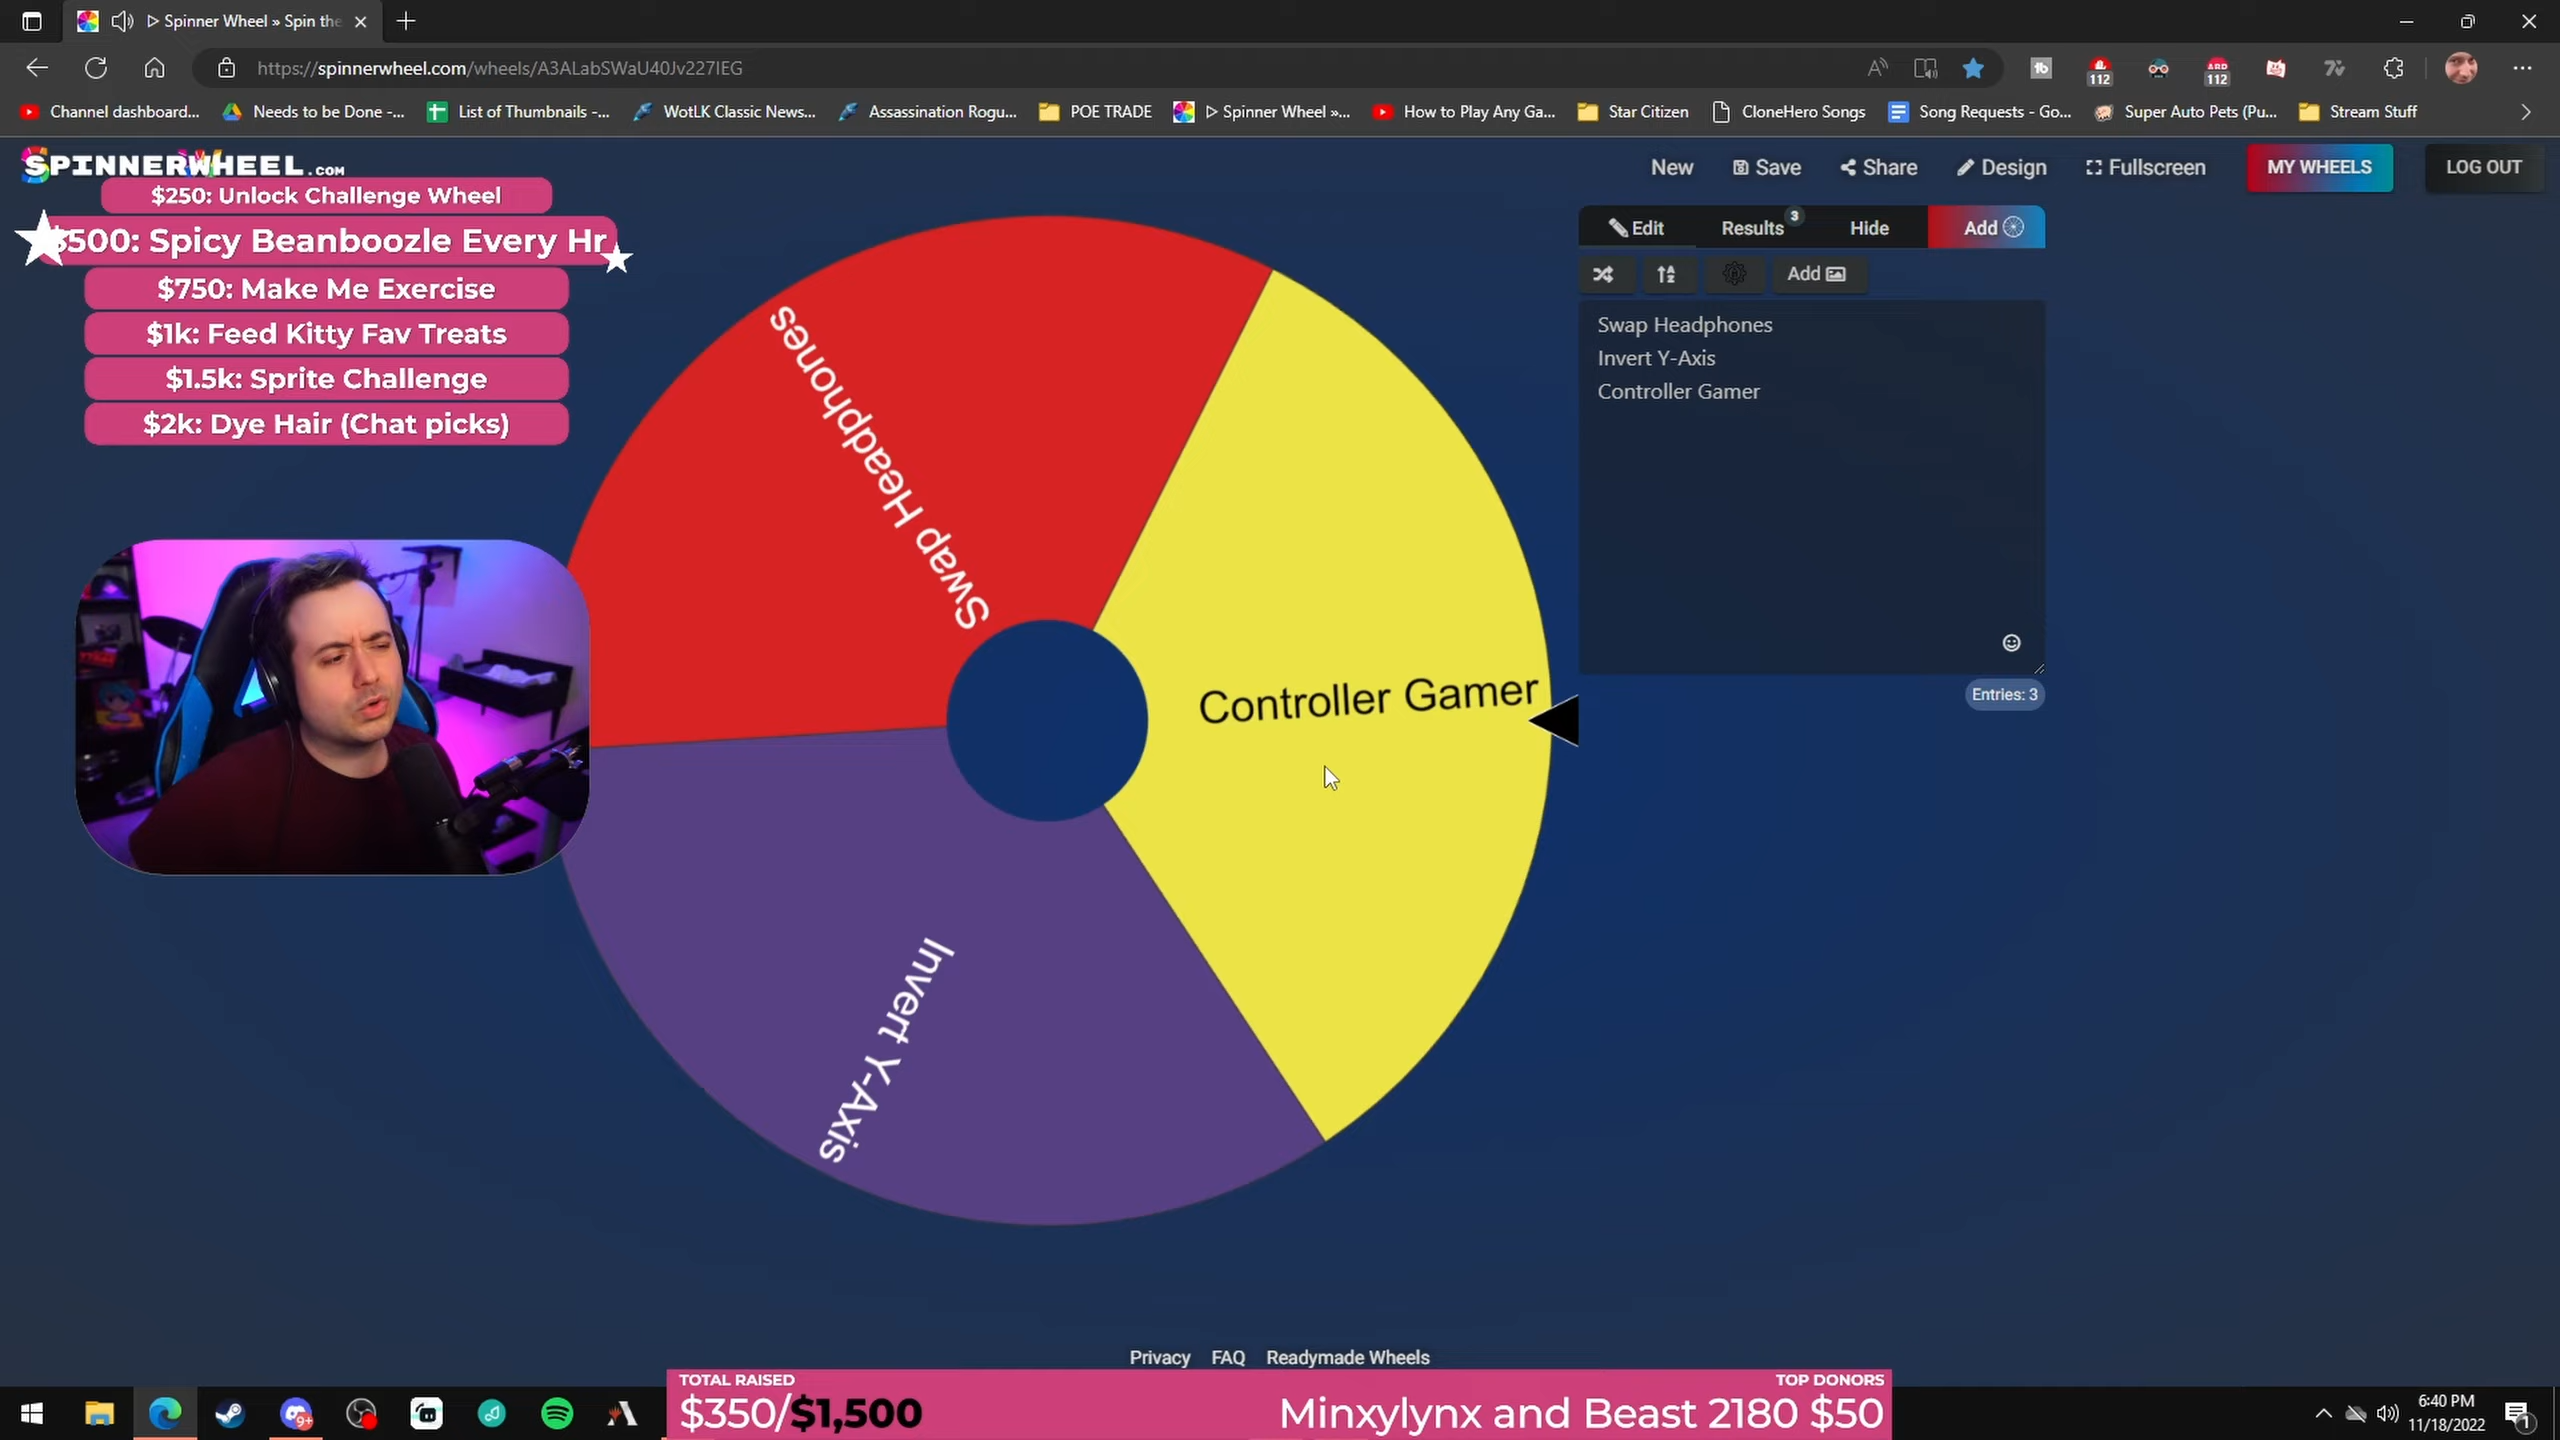 ▷ Spinner Wheel » Spin the
https://spinnerwheel.com/wheels/A3ALabSWaU40Jv227IEG
112
112
Channel dashboard...
Needs to be Done -...
List of Thumbnails -...
WotLK Classic News...
Assassination Rogu...
POE TRADE
▷ Spinner Wheel »...
How to Play Any Ga...
Star Citizen
CloneHero Songs
Song Requests - Go...
Super Auto Pets (Pu...
Stream Stuff
SPINNERWHEEL.COM
New
Save
Share
Design
Fullscreen
MY WHEELS
LOG OUT
$250: Unlock Challenge Wheel
$500: Spicy Beanboozle Every Hr
$750: Make Me Exercise
$1k: Feed Kitty Fav Treats
$1.5k: Sprite Challenge
$2k: Dye Hair (Chat picks)
Edit
Results 3
Hide
Add
Add
Swap Headphones
Invert Y-Axis
Controller Gamer
Entries: 3
Swap Headphones
Controller Gamer
Invert Y-Axis
Privacy
FAQ
Readymade Wheels
TOTAL RAISED
$350/$1,500
TOP DONORS
Minxylynx and Beast 2180 $50
9+
6:40 PM
11/18/2022
1